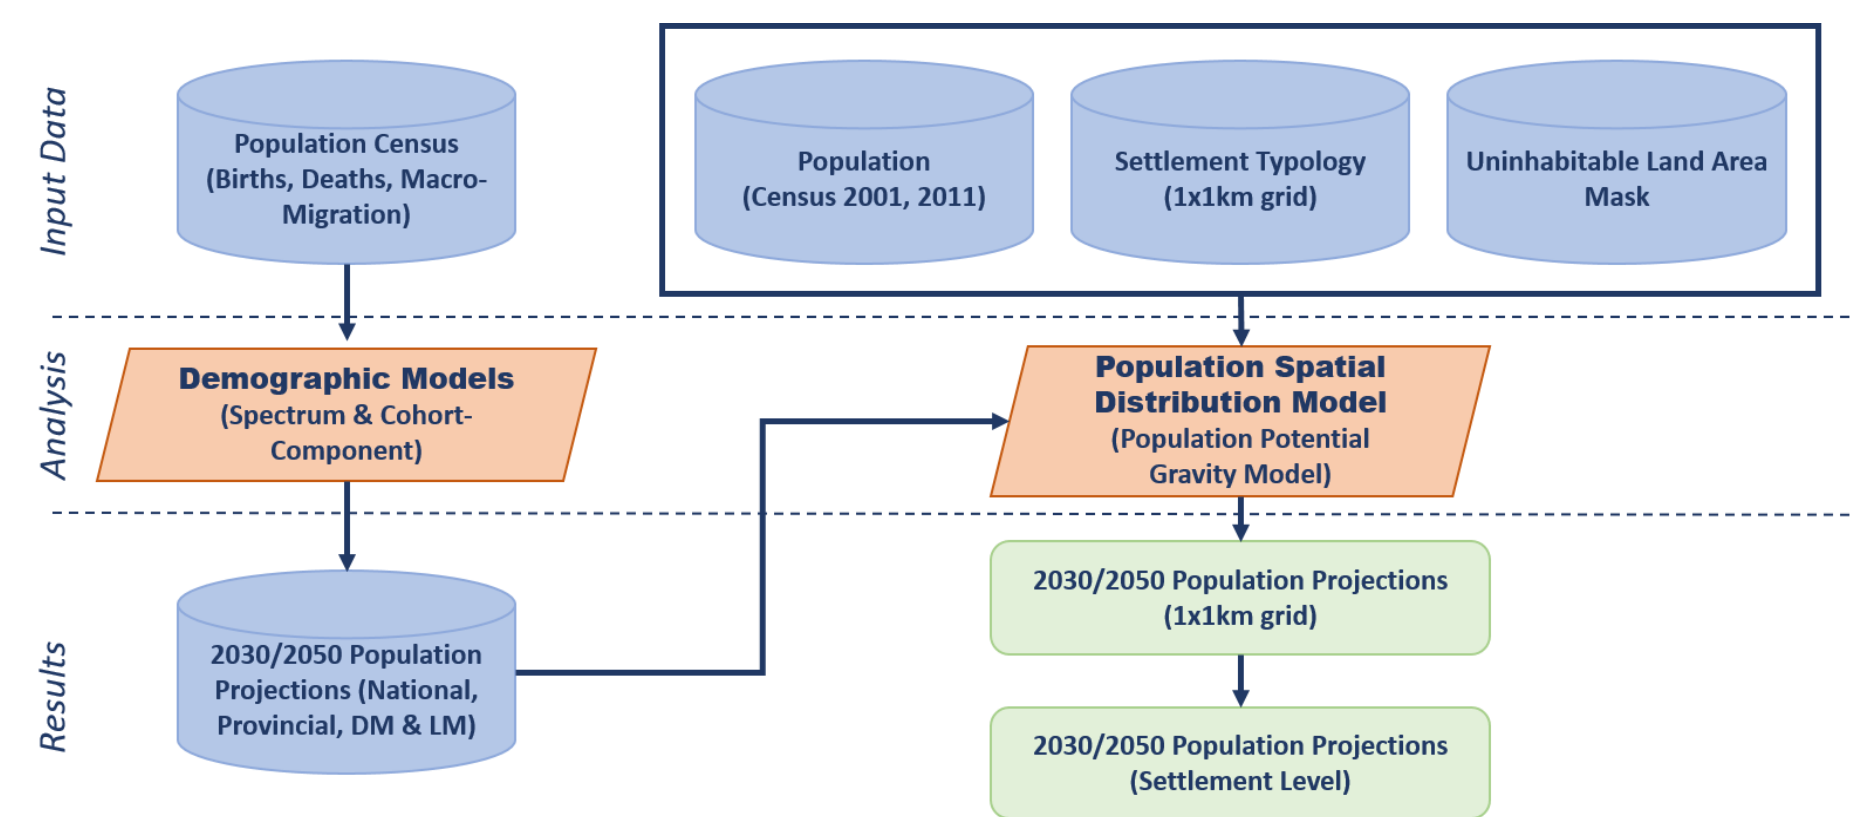 Input Data
Population Census
(Births, Deaths, Macro-
Migration)
Population
(Census 2001, 2011)
Settlement Typology
(1x1km grid)
Uninhabitable Land Area
Mask
Analysis
Demographic Models
(Spectrum & Cohort-
Component)
Population Spatial
Distribution Model
(Population Potential
Gravity Model)
Results
2030/2050 Population
Projections (National,
Provincial, DM & LM)
2030/2050 Population Projections
(1x1km grid)
2030/2050 Population Projections
(Settlement Level)